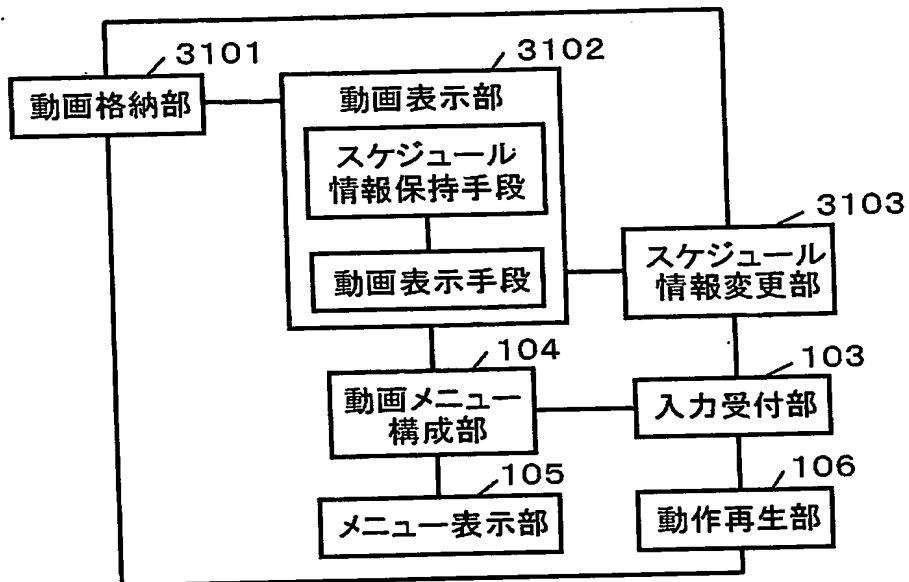 3101
3102
動画格納部
動画表示部
スケジュール
情報保持手段
動画表示手段
3103
スケジュール
情報変更部
104
動画メニュー
構成部
103
入力受付部
105
メニュー表示部
106
動作再生部